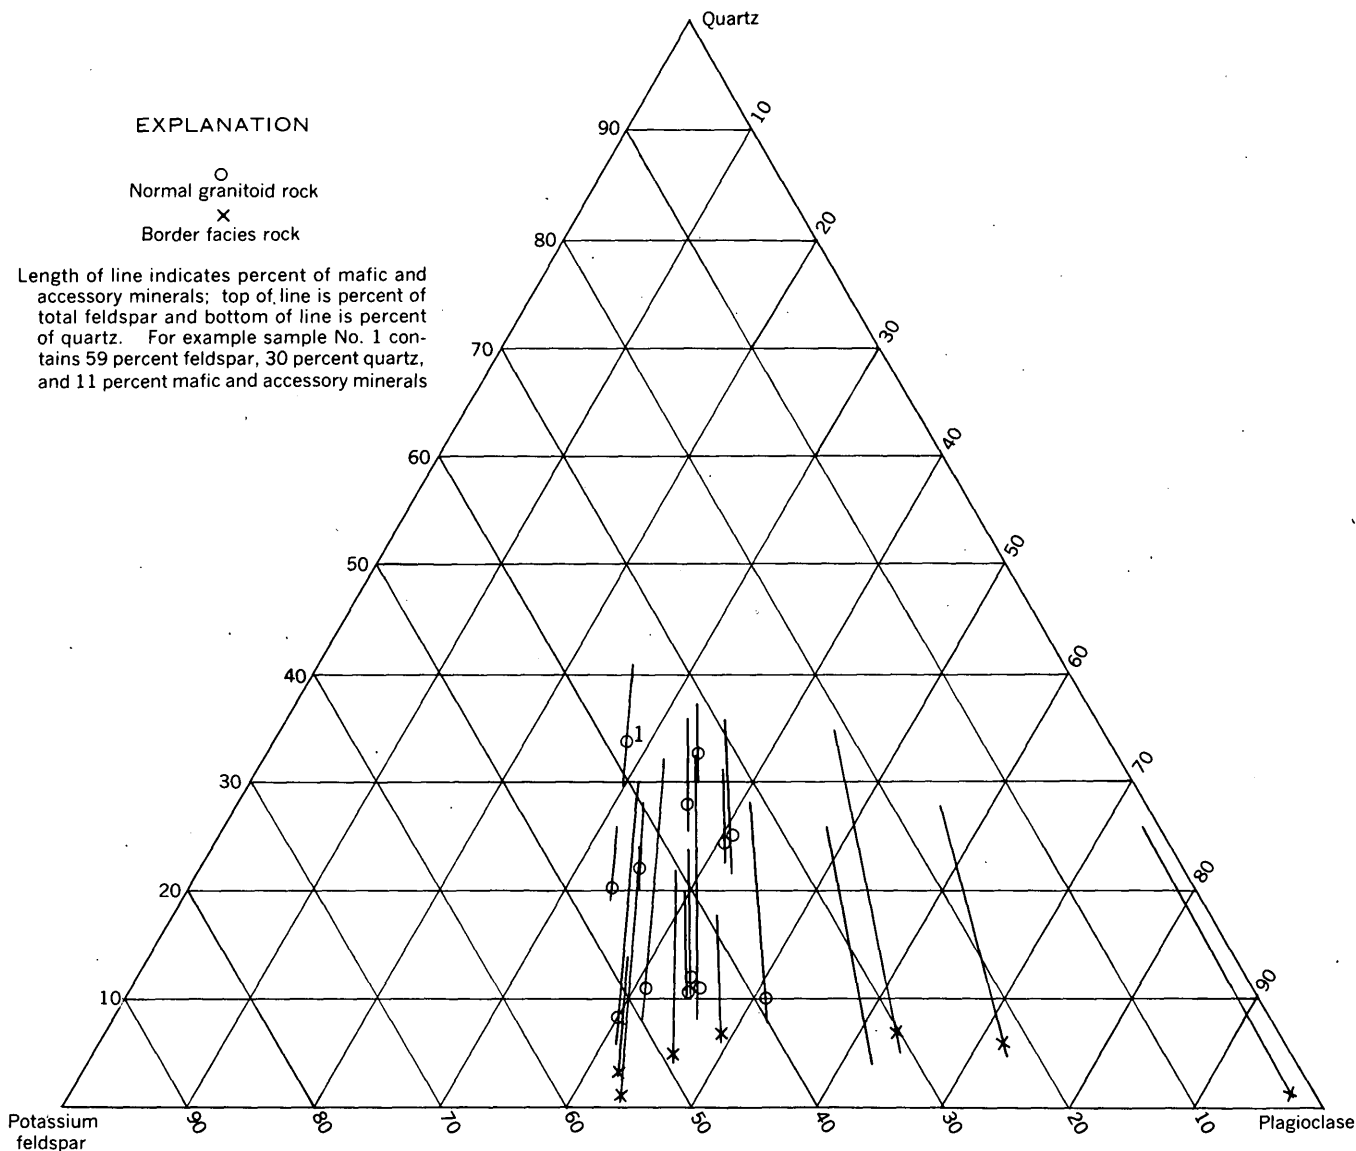 Quartz
EXPLANATION
Normal granitoid rock
Border facies rock
Length of line indicates percent of mafic and
accessory minerals; top of line is percent of
total feldspar and bottom of line is percent
of quartz. For example sample No. 1 con-
tains 59 percent feldspar, 30 percent quartz,
and 11 percent mafic and accessory minerals
90
10
80
20
70
30
60
40
50
50
40
60
1
30
70
20
80
10
90
Potassium
feldspar
90
80
70
60
50
40
30
20
10
Plagioclase